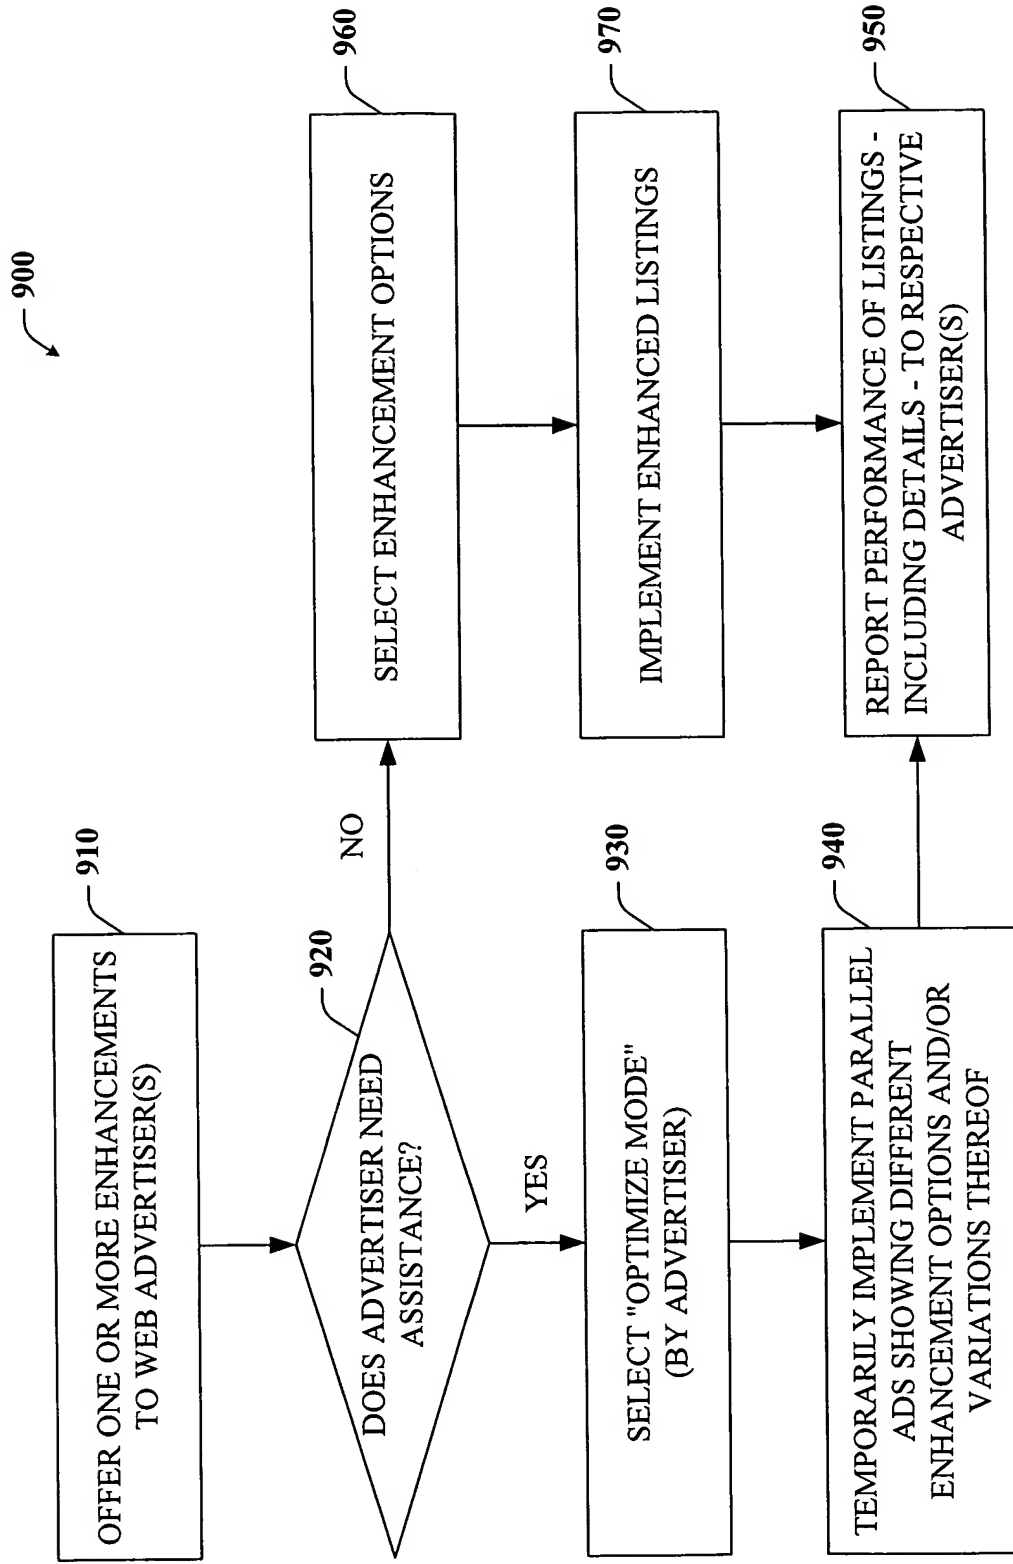 900
910
OFFER ONE OR MORE ENHANCEMENTS
TO WEB ADVERTISER(S)
920
DOES ADVERTISER NEED
ASSISTANCE?
NO
YES
930
SELECT "OPTIMIZE MODE"
(BY ADVERTISER)
940
TEMPORARILY IMPLEMENT PARALLEL
ADS SHOWING DIFFERENT
ENHANCEMENT OPTIONS AND/OR
VARIATIONS THEREOF
960
SELECT ENHANCEMENT OPTIONS
970
IMPLEMENT ENHANCED LISTINGS
950
REPORT PERFORMANCE OF LISTINGS -
INCLUDING DETAILS - TO RESPECTIVE
ADVERTISER(S)